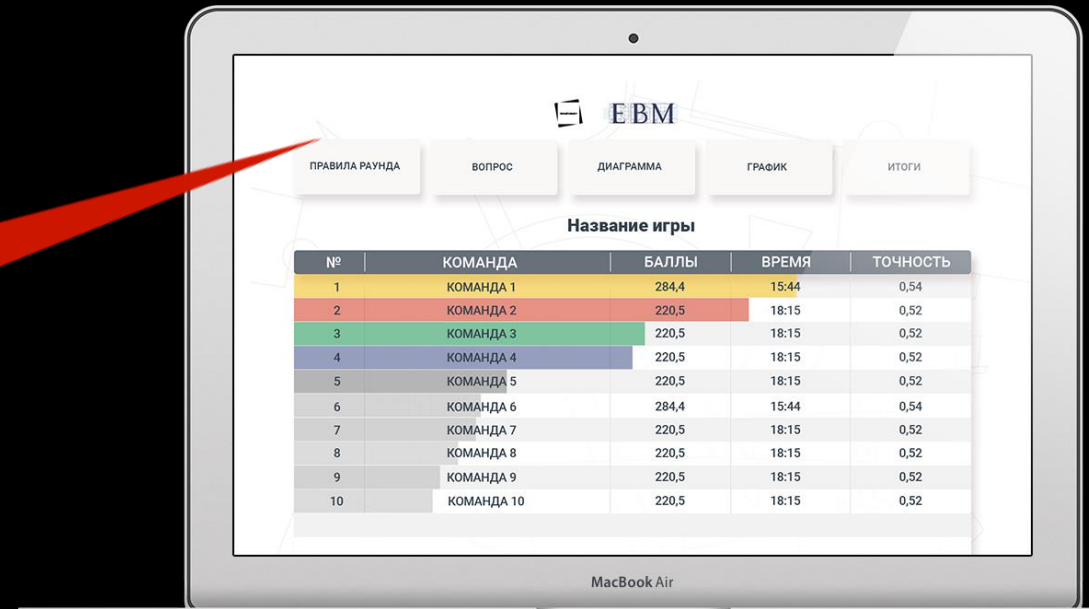 EBM
ПРАВИЛА РАУНДА ВОПРОС ДИАГРАММА ГРАФИК ИТОГИ
Название игры
№ КОМАНДА БАЛЛЫ ВРЕМЯ ТОЧНОСТЬ
1 КОМАНДА 1 284,4 15:44 0,54
2 КОМАНДА 2 220,5 18:15 0,52
3 КОМАНДА 3 220,5 18:15 0,52
4 КОМАНДА 4 220,5 18:15 0,52
5 КОМАНДА 5 220,5 18:15 0,52
6 КОМАНДА 6 284,4 15:44 0,54
7 КОМАНДА 7 220,5 18:15 0,52
8 КОМАНДА 8 220,5 18:15 0,52
9 КОМАНДА 9 220,5 18:15 0,52
10 КОМАНДА 10 220,5 18:15 0,52
MacBook Air